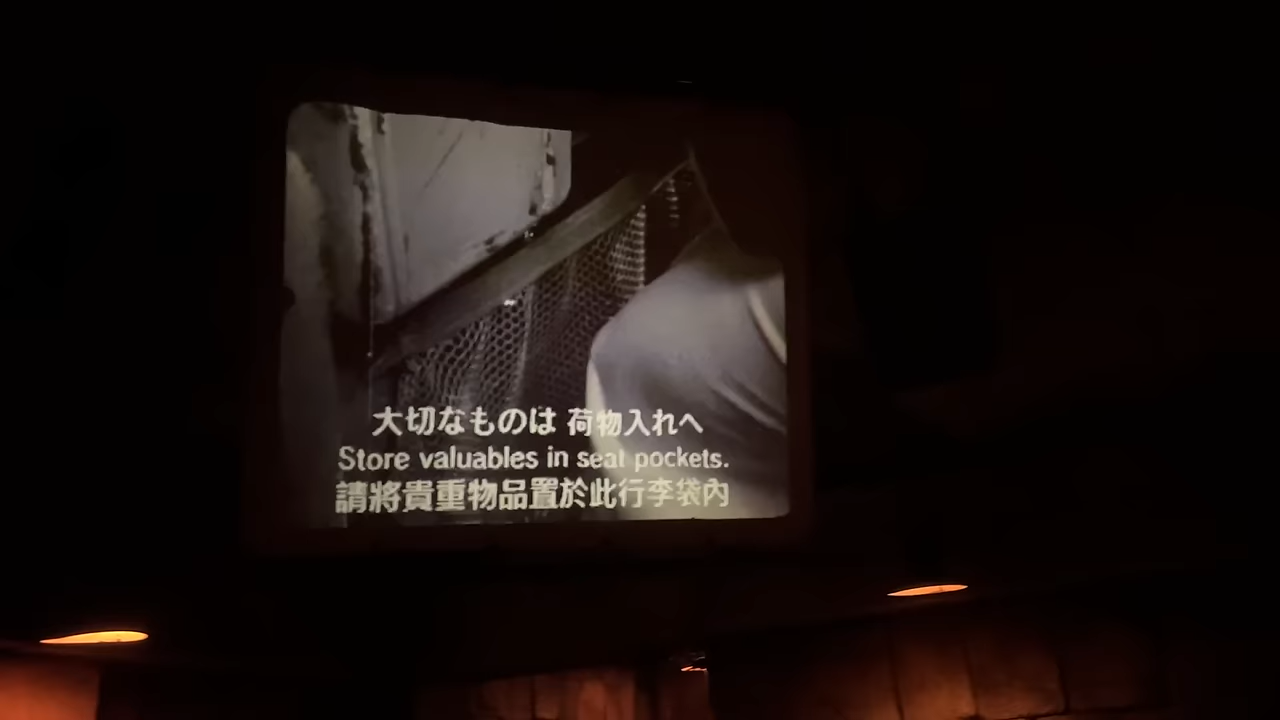 大切なものは 荷物入れへ
Store valuables in seat pockets.
請將貴重物品置於此行李袋內